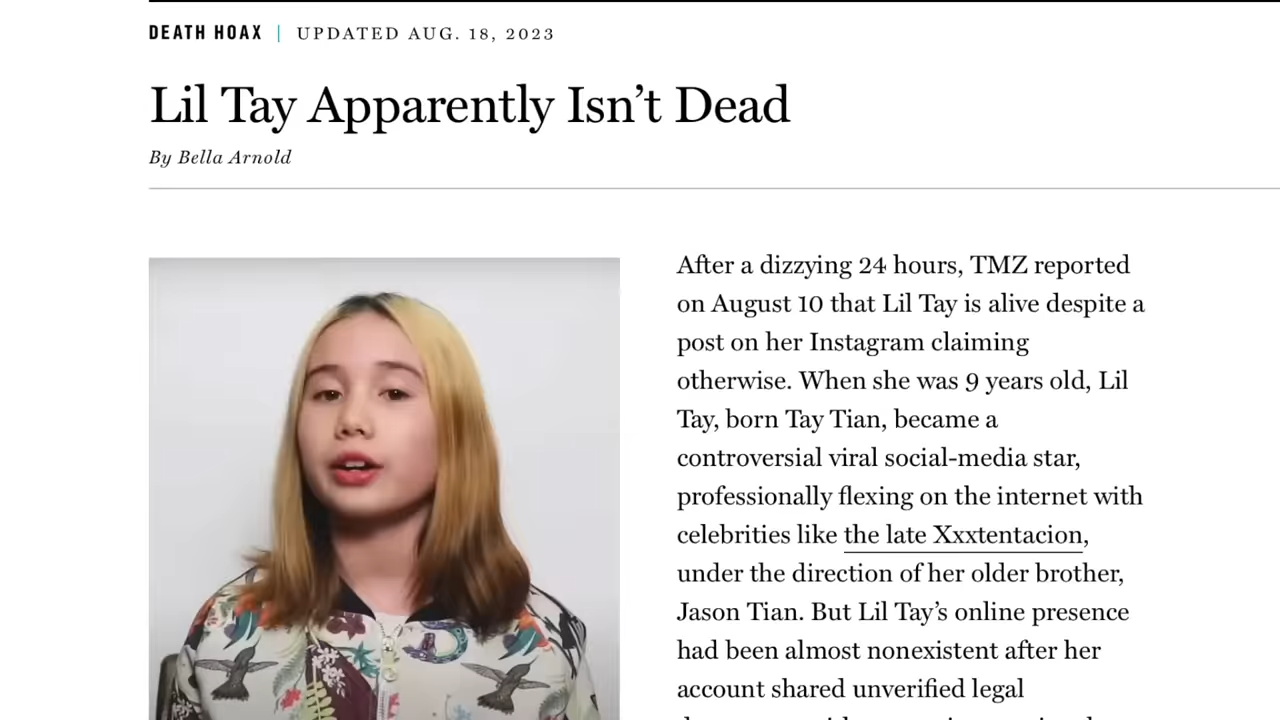 DEATH HOAX | UPDATED AUG. 18, 2023
Lil Tay Apparently Isn’t Dead
By Bella Arnold
After a dizzying 24 hours, TMZ reported
on August 10 that Lil Tay is alive despite a
post on her Instagram claiming
otherwise. When she was 9 years old, Lil
Tay, born Tay Tian, became a
controversial viral social-media star,
professionally flexing on the internet with
celebrities like the late Xxxtentacion,
under the direction of her older brother,
Jason Tian. But Lil Tay’s online presence
had been almost nonexistent after her
account shared unverified legal